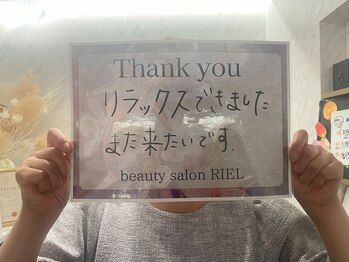 Thank you
リラックスできました
また来たいです.
beauty salon RIEL